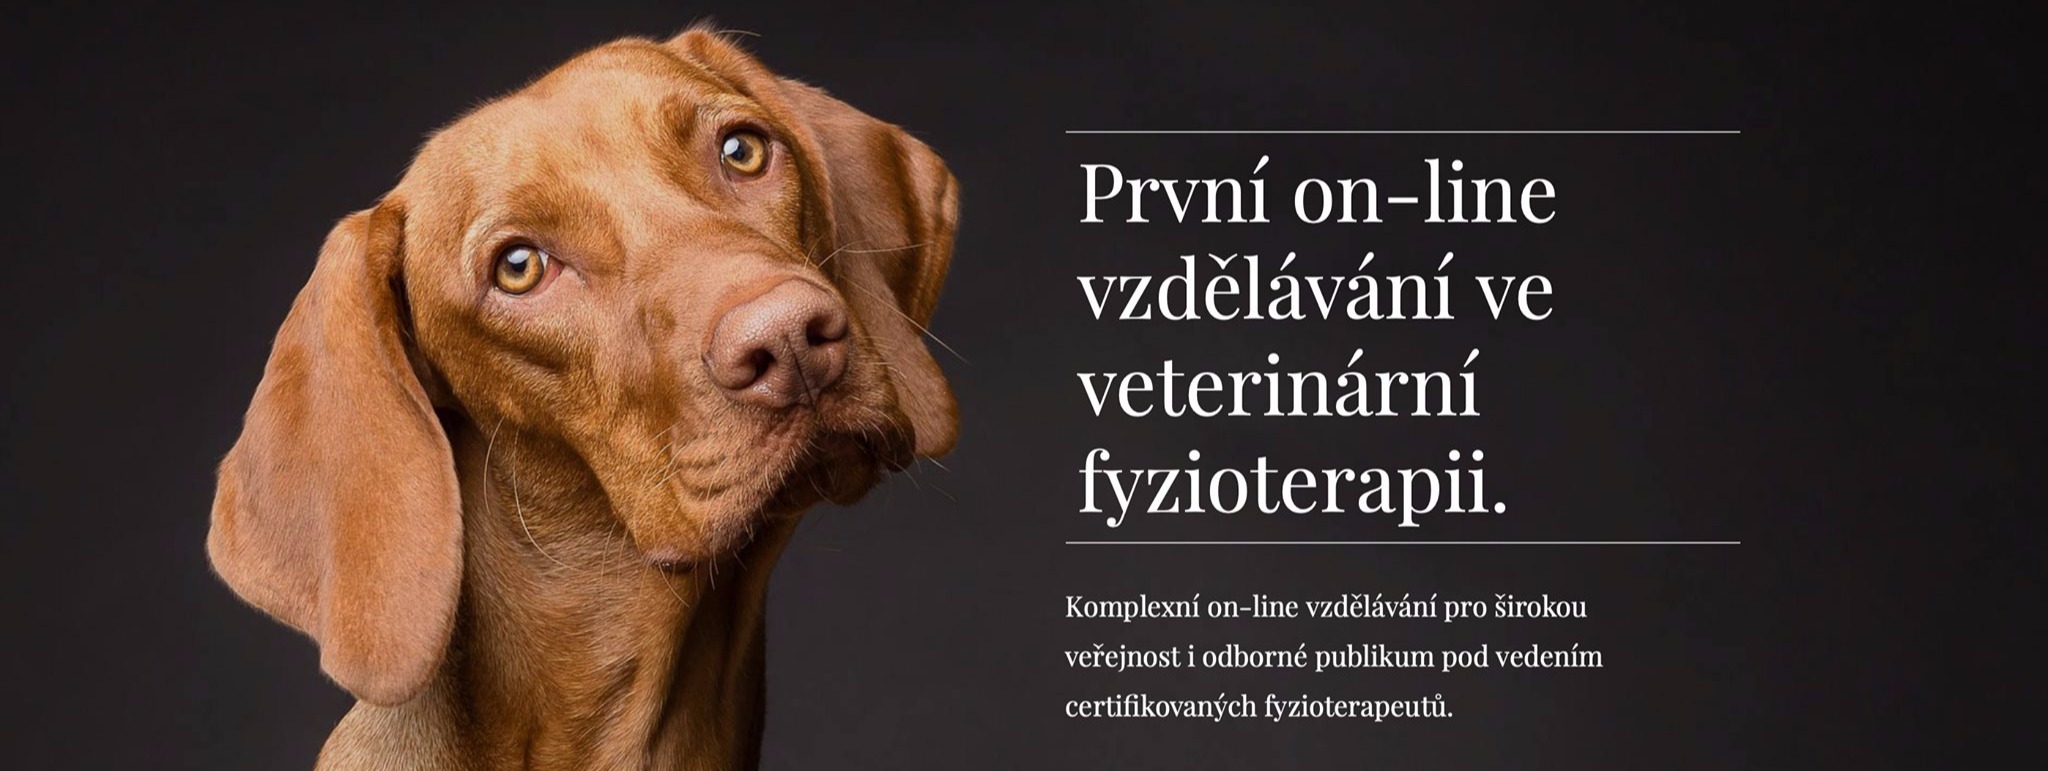 První on-line
vzdělávání ve
veterinární
fyzioterapii.
Komplexní on-line vzdělávání pro širokou
veřejnost i odborné publikum pod vedením
certifikovaných fyzioterapeutů.